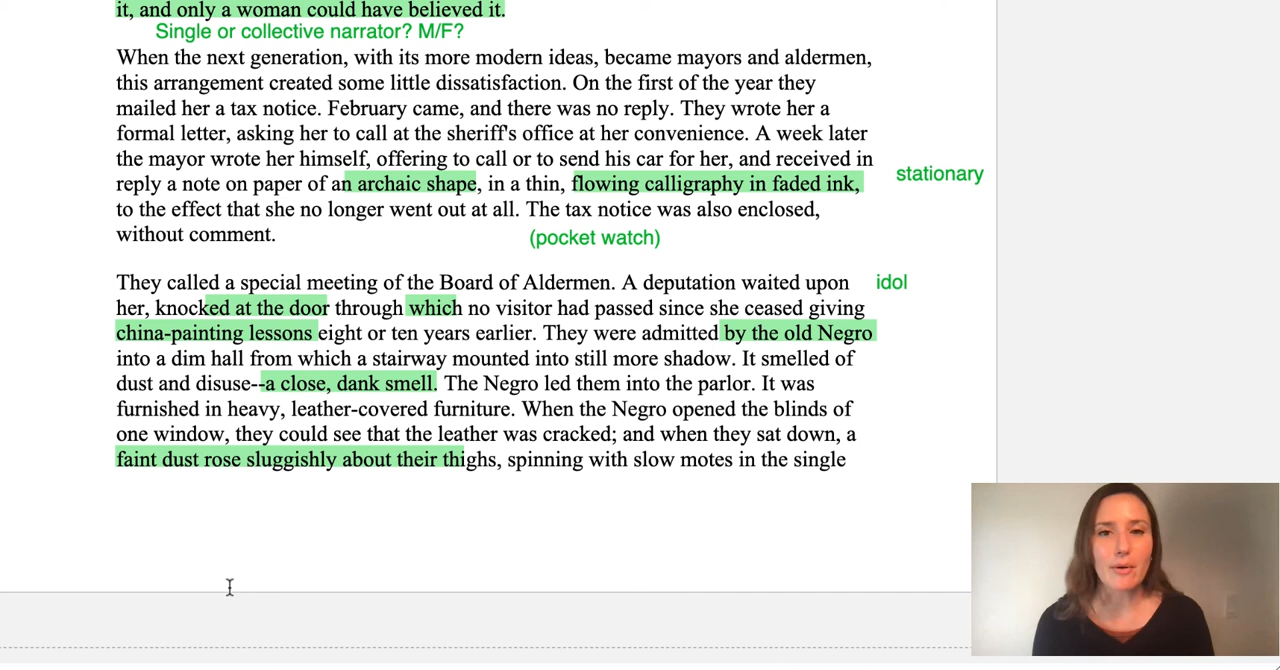 it, and only a woman could have believed it.
Single or collective narrator? M/F?
When the next generation, with its more modern ideas, became mayors and aldermen,
this arrangement created some little dissatisfaction. On the first of the year they
mailed her a tax notice. February came, and there was no reply. They wrote her a
formal letter, asking her to call at the sheriff's office at her convenience. A week later
the mayor wrote her himself, offering to call or to send his car for her, and received in
reply a note on paper of an archaic shape, in a thin, flowing calligraphy in faded ink,
stationary
to the effect that she no longer went out at all. The tax notice was also enclosed,
without comment.
(pocket watch)
They called a special meeting of the Board of Aldermen. A deputation waited upon
idol
her, knocked at the door through which no visitor had passed since she ceased giving
china-painting lessons eight or ten years earlier. They were admitted by the old Negro
into a dim hall from which a stairway mounted into still more shadow. It smelled of
dust and disuse--a close, dank smell. The Negro led them into the parlor. It was
furnished in heavy, leather-covered furniture. When the Negro opened the blinds of
one window, they could see that the leather was cracked; and when they sat down, a
faint dust rose sluggishly about their thighs, spinning with slow motes in the single